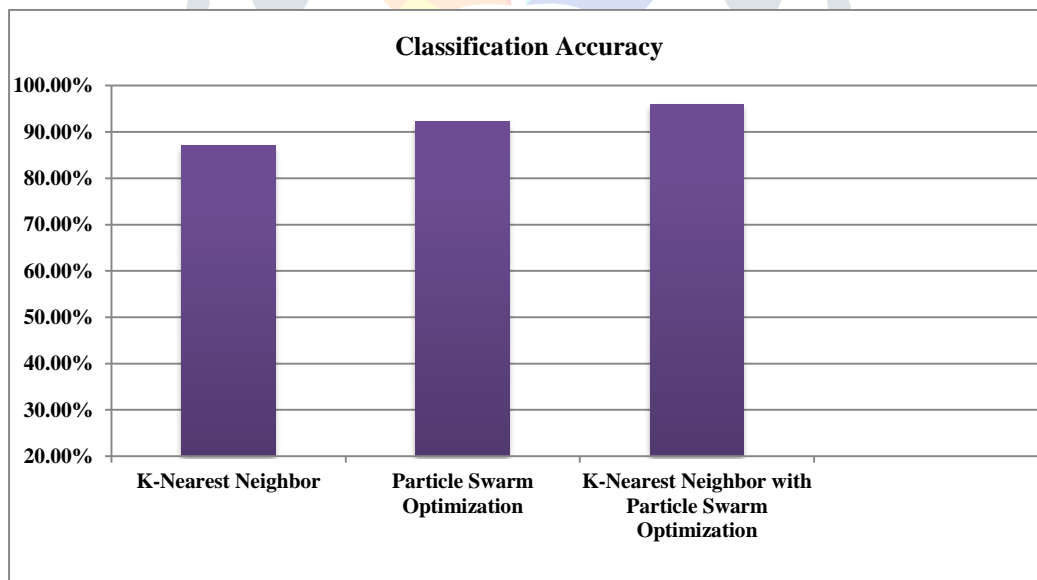 Classification Accuracy
100.00%
90.00%
80.00%
70.00%
60.00%
50.00%
40.00%
30.00%
20.00%
K-Nearest Neighbor
Particle Swarm
Optimization
K-Nearest Neighbor with
Particle Swarm
Optimization